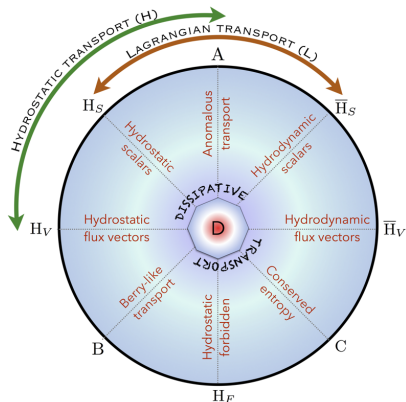 HYDROSTATIC TRANSPORT (H)
LAGRANGIAN TRANSPORT (L)
A
H_S
H̅_S
Hydrostatic
scalars
Anomalous
transport
Hydrodynamic
scalars
DISSIPATIVE
H_V
Hydrostatic
flux vectors
D
Hydrodynamic
flux vectors
H̅_V
TRANSPORT
Berry-like
transport
Hydrostatic
forbidden
Conserved
entropy
B
C
H_F